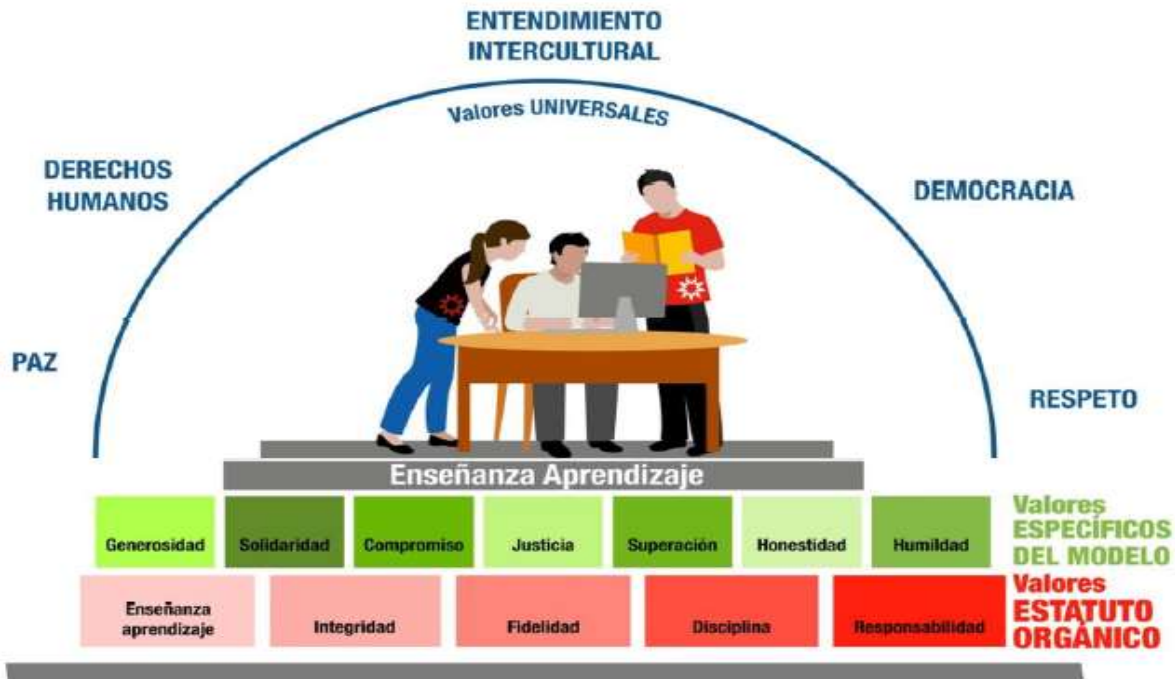 ENTENDIMIENTO
INTERCULTURAL
Valores UNIVERSALES
DERECHOS
HUMANOS
DEMOCRACIA
PAZ
RESPETO
Enseñanza Aprendizaje
Generosidad
Solidaridad
Compromiso
Justicia
Superación
Honestidad
Humildad
Valores
ESPECÍFICOS
DEL MODELO
Enseñanza
aprendizaje
Integridad
Fidelidad
Disciplina
Responsabilidad
Valores
ESTATUTO
ORGÁNICO